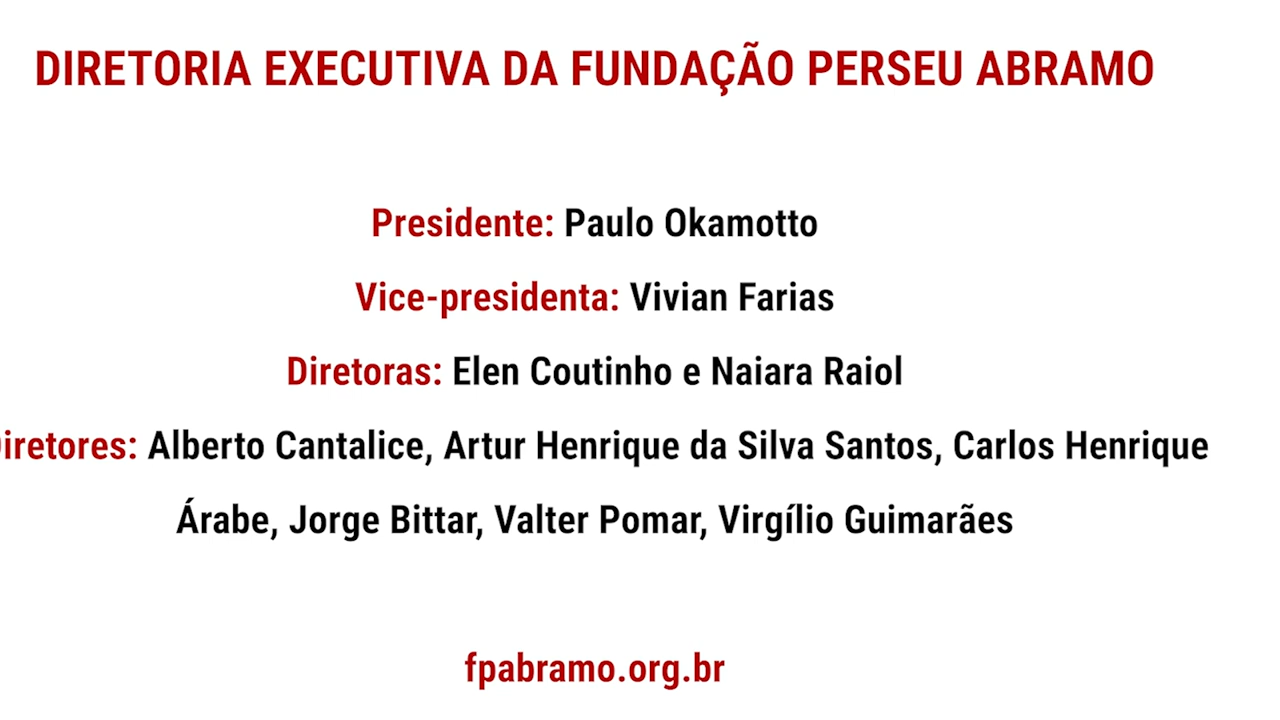 DIRETORIA EXECUTIVA DA FUNDAÇÃO PERSEU ABRAMO
Presidente: Paulo Okamotto
Vice-presidenta: Vivian Farias
Diretoras: Elen Coutinho e Naiara Raiol
Diretores: Alberto Cantalice, Artur Henrique da Silva Santos, Carlos Henrique
Árabe, Jorge Bittar, Valter Pomar, Virgílio Guimarães
fpabramo.org.br